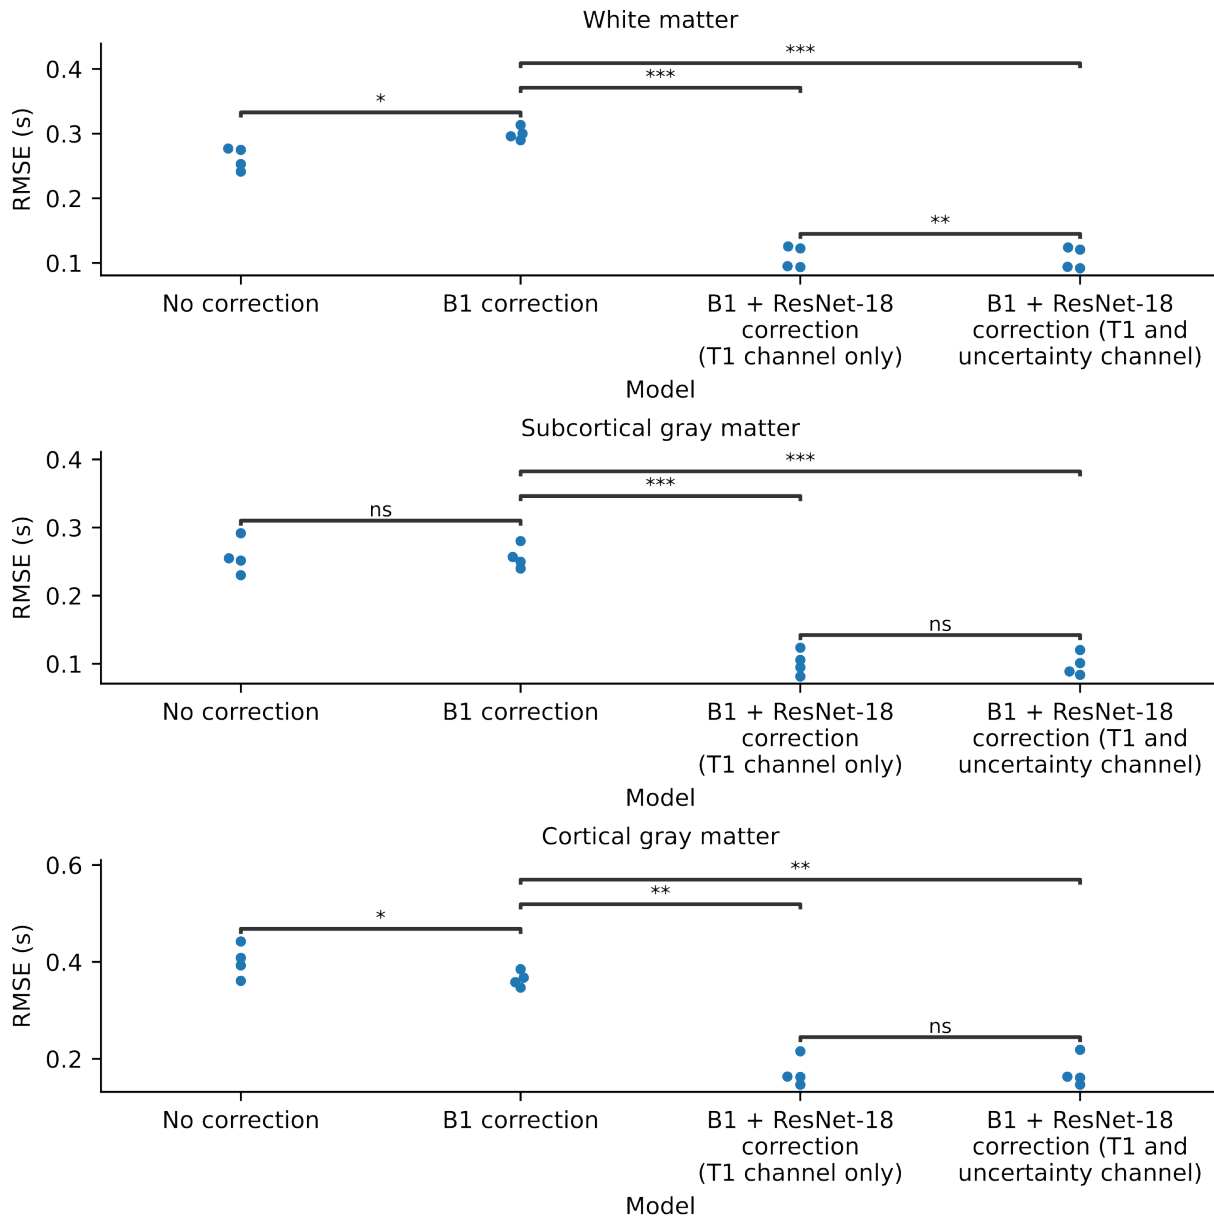 White matter
RMSE (s)
0.4
0.3
0.2
0.1
***
***
*
**
No correction
B1 correction
B1 + ResNet-18
correction
(T1 channel only)
B1 + ResNet-18
correction (T1 and
uncertainty channel)
Model
Subcortical gray matter
RMSE (s)
0.4
0.3
0.2
0.1
***
***
ns
ns
No correction
B1 correction
B1 + ResNet-18
correction
(T1 channel only)
B1 + ResNet-18
correction (T1 and
uncertainty channel)
Model
Cortical gray matter
RMSE (s)
0.6
0.4
0.2
**
**
*
ns
No correction
B1 correction
B1 + ResNet-18
correction
(T1 channel only)
B1 + ResNet-18
correction (T1 and
uncertainty channel)
Model